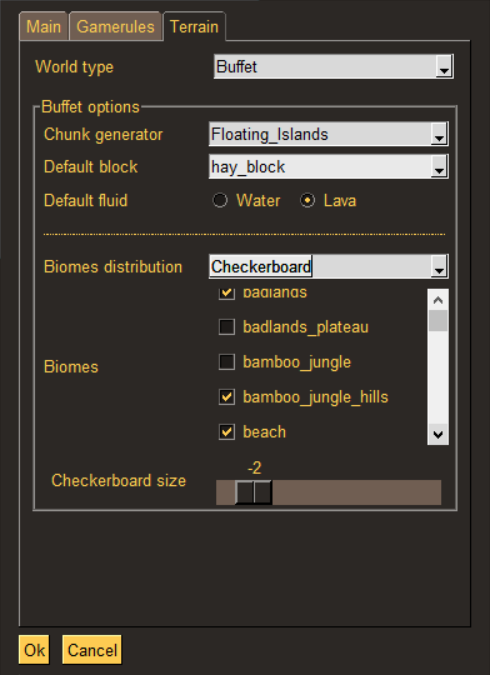 Main Gamerules Terrain
World type Buffet
Buffet options
Chunk generator Floating_Islands
Default block hay_block
Default fluid Water Lava
Biomes distribution Checkerboard
badlands
badlands_plateau
Biomes bamboo_jungle
bamboo_jungle_hills
beach
-2
Checkerboard size
Ok Cancel